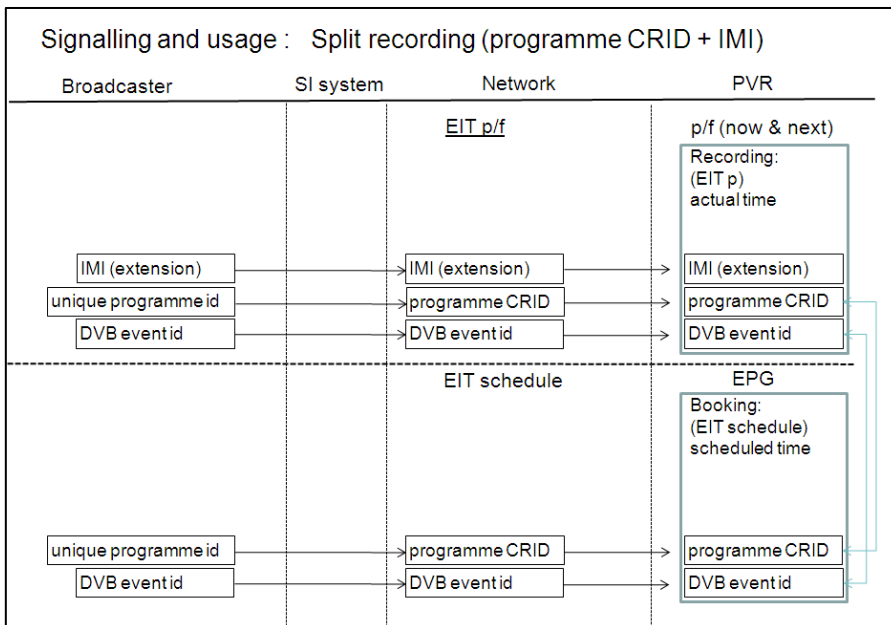 Signalling and usage : Split recording (programme CRID + IMI)
Broadcaster SI system Network PVR
EIT p/f p/f (now & next)
Recording:
(EIT p)
actual time
IMI (extension) IMI (extension) IMI (extension)
unique programme id programme CRID programme CRID
DVB event id DVB event id DVB event id
EIT schedule EPG
Booking:
(EIT schedule)
scheduled time
unique programme id programme CRID programme CRID
DVB event id DVB event id DVB event id